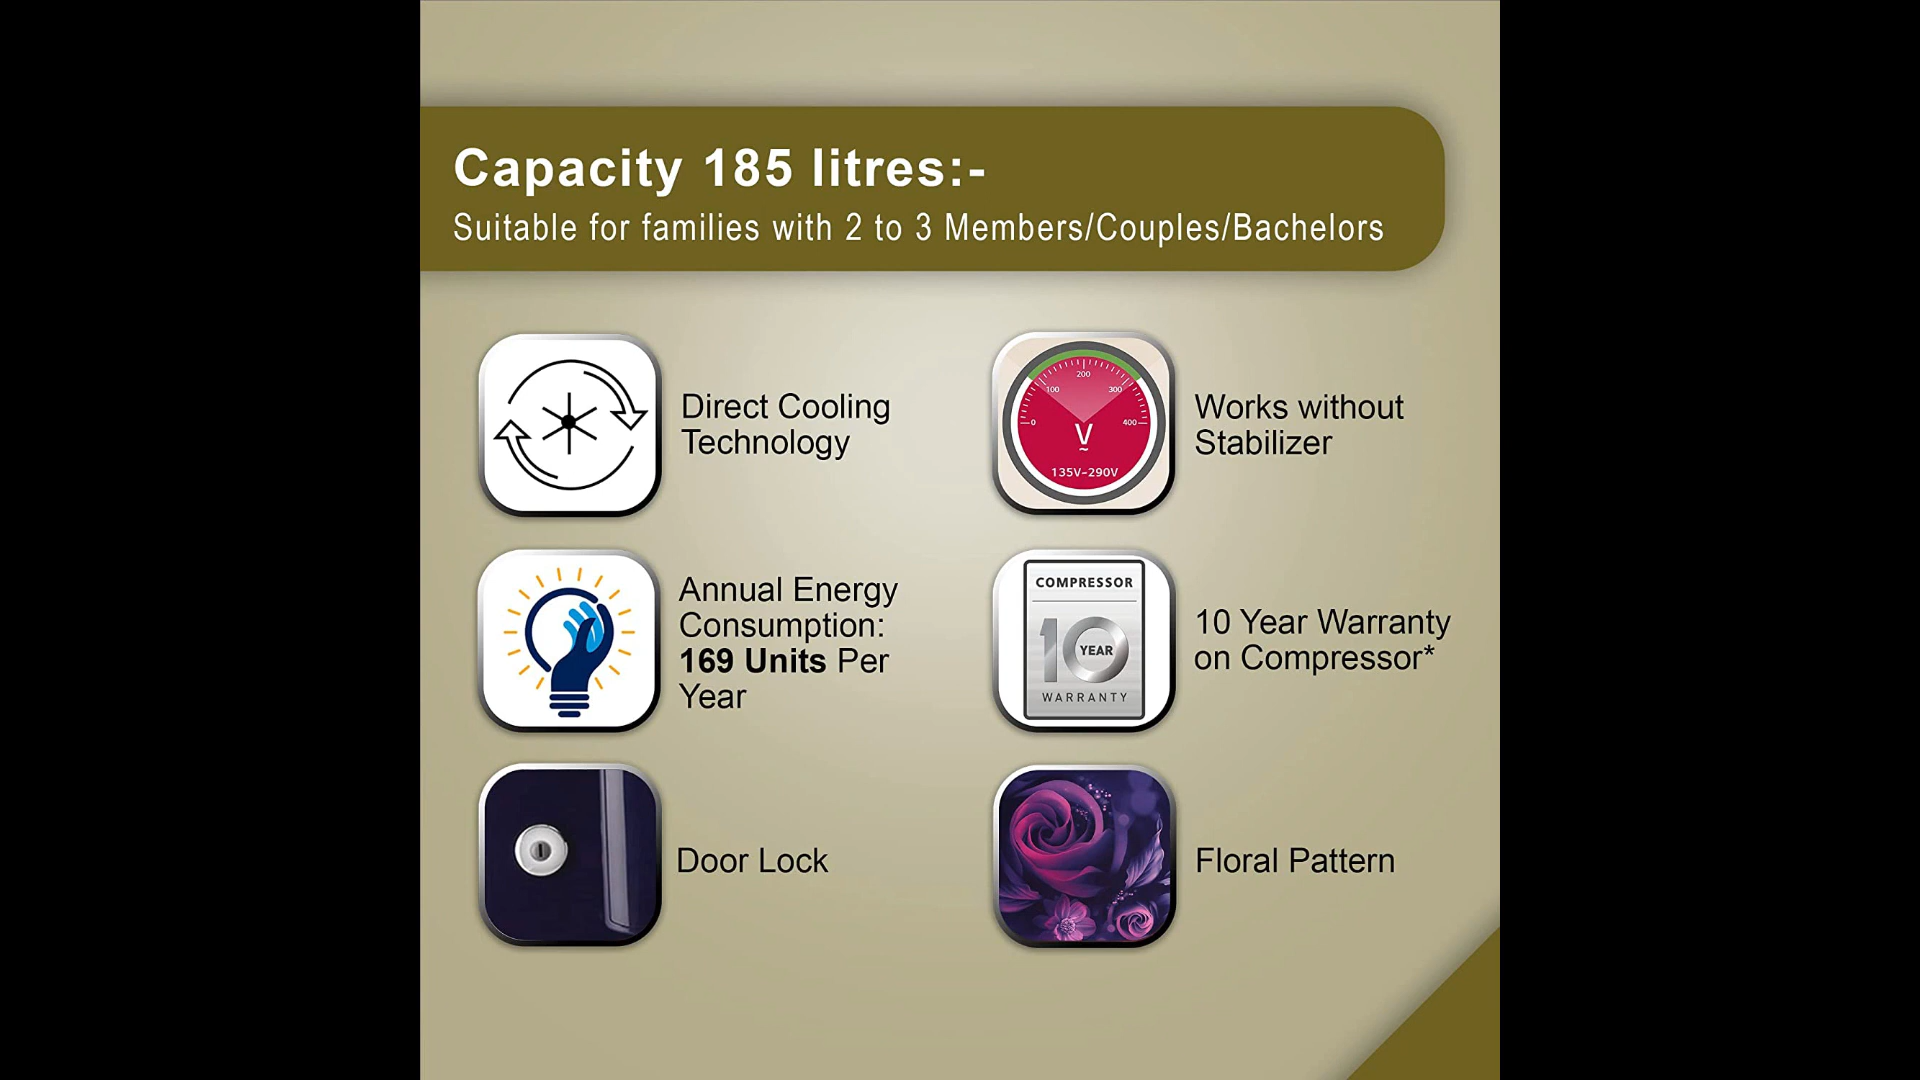 Capacity 185 litres:-
Suitable for families with 2 to 3 Members/Couples/Bachelors
Direct Cooling
Technology
0
100
200
300
400
V
~
135V-290V
Works without
Stabilizer
Annual Energy
Consumption:
169 Units Per
Year
COMPRESSOR
10
YEAR
WARRANTY
10 Year Warranty
on Compressor*
Door Lock
Floral Pattern